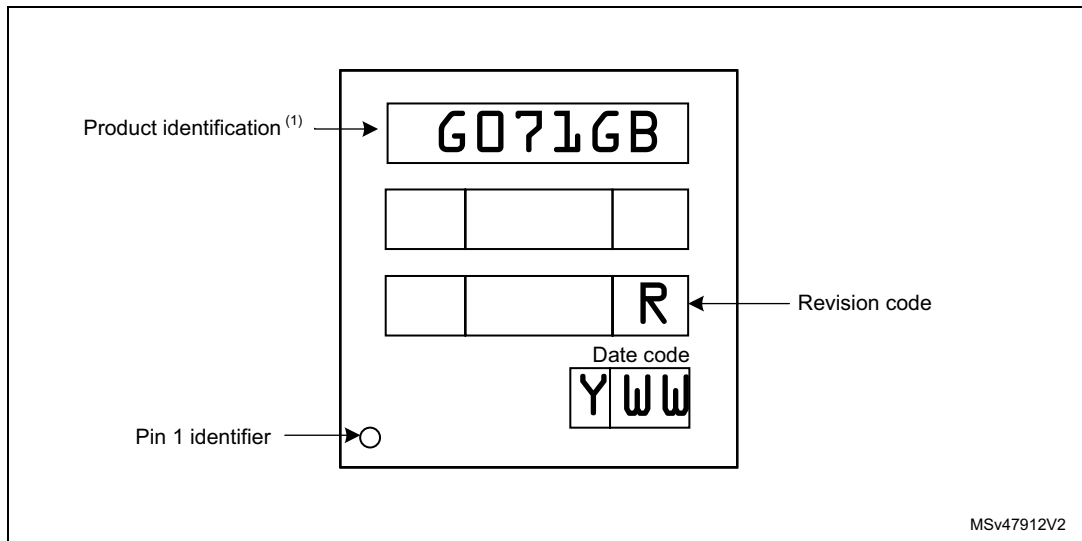 Product identification (1)
G071GB
R
Revision code
Date code
Y WW
Pin 1 identifier
MSv47912V2